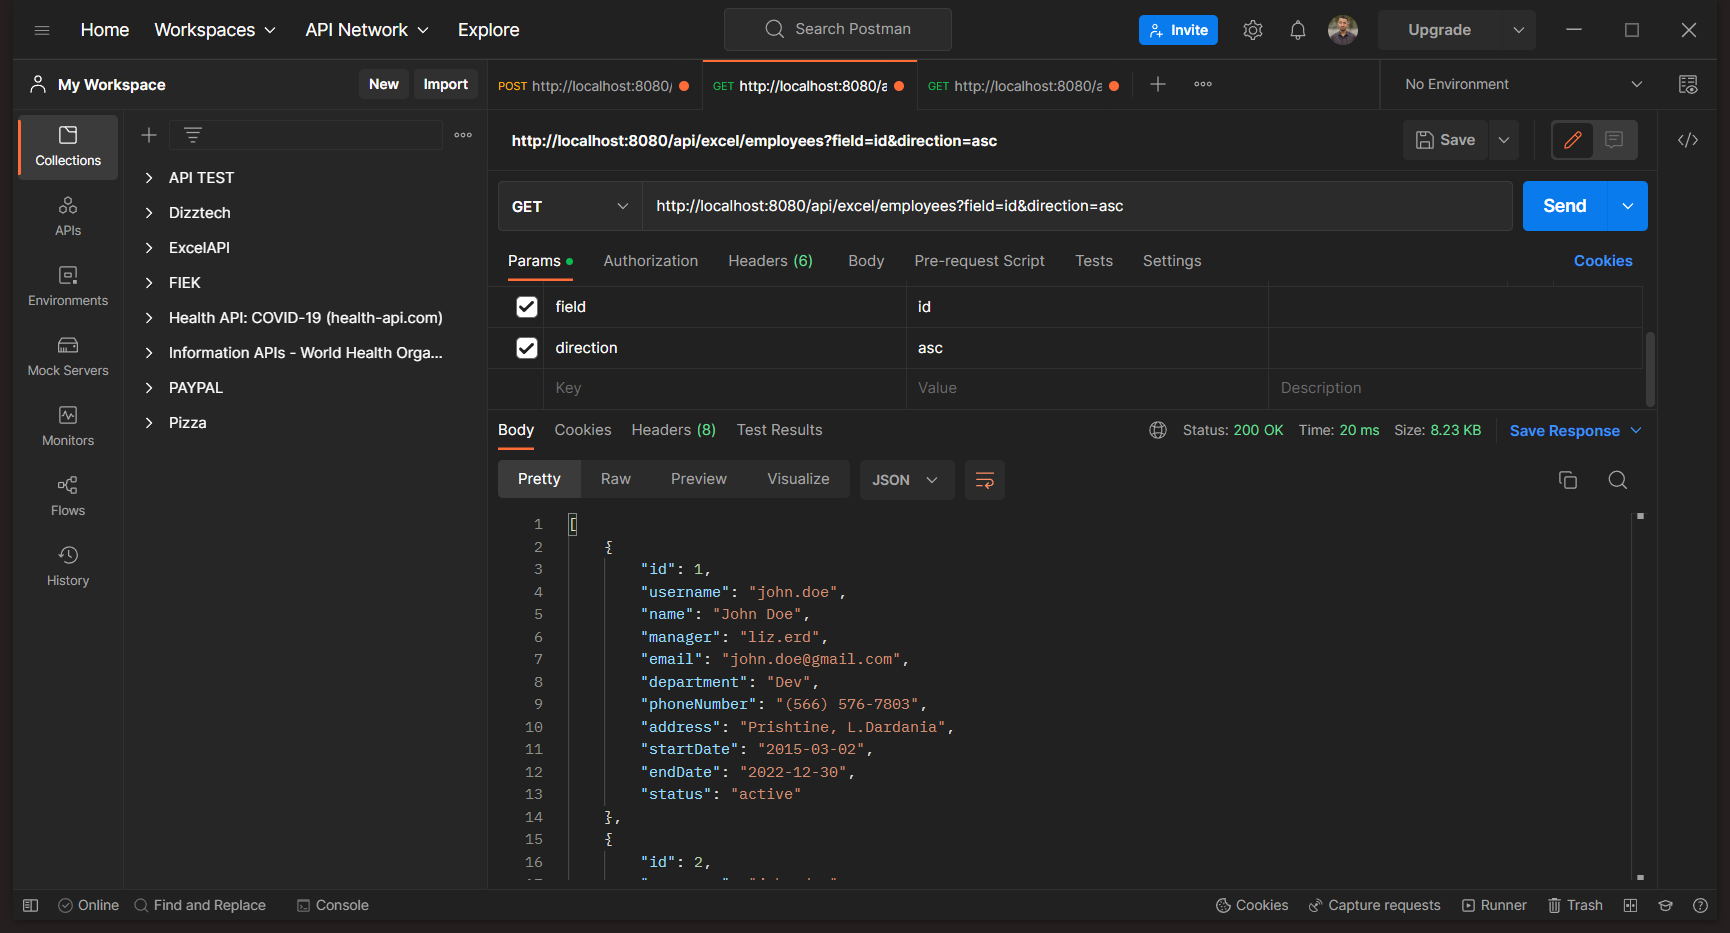 Home Workspaces API Network Explore Search Postman Invite Upgrade
My Workspace New Import POST http://localhost:8080/ GET http://localhost:8080/a GET http://localhost:8080/a No Environment
http://localhost:8080/api/excel/employees?field=id&direction=asc Save
GET http://localhost:8080/api/excel/employees?field=id&direction=asc Send
Collections
APIs
Environments
Mock Servers
Monitors
Flows
History
API TEST
Dizztech
ExcelAPI
FIEK
Health API: COVID-19 (health-api.com)
Information APIs - World Health Orga...
PAYPAL
Pizza
Params Authorization Headers (6) Body Pre-request Script Tests Settings Cookies
field id
direction asc
Key Value Description
Body Cookies Headers (8) Test Results Status: 200 OK Time: 20 ms Size: 8.23 KB Save Response
Pretty Raw Preview Visualize JSON
1 [
2 {
3 "id": 1,
4 "username": "john.doe",
5 "name": "John Doe",
6 "manager": "liz.erd",
7 "email": "john.doe@gmail.com",
8 "department": "Dev",
9 "phoneNumber": "(566) 576-7803",
10 "address": "Prishtine, L.Dardania",
11 "startDate": "2015-03-02",
12 "endDate": "2022-12-30",
13 "status": "active"
14 },
15 {
16 "id": 2,
Online Find and Replace Console Cookies Capture requests Runner Trash